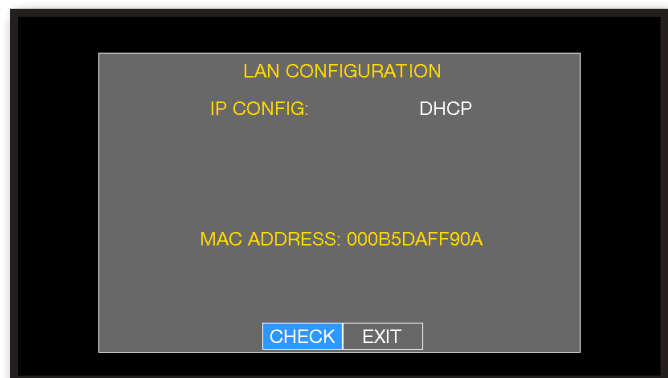 LAN CONFIGURATION
IP CONFIG: DHCP
MAC ADDRESS: 000B5DAFF90A
CHECK EXIT